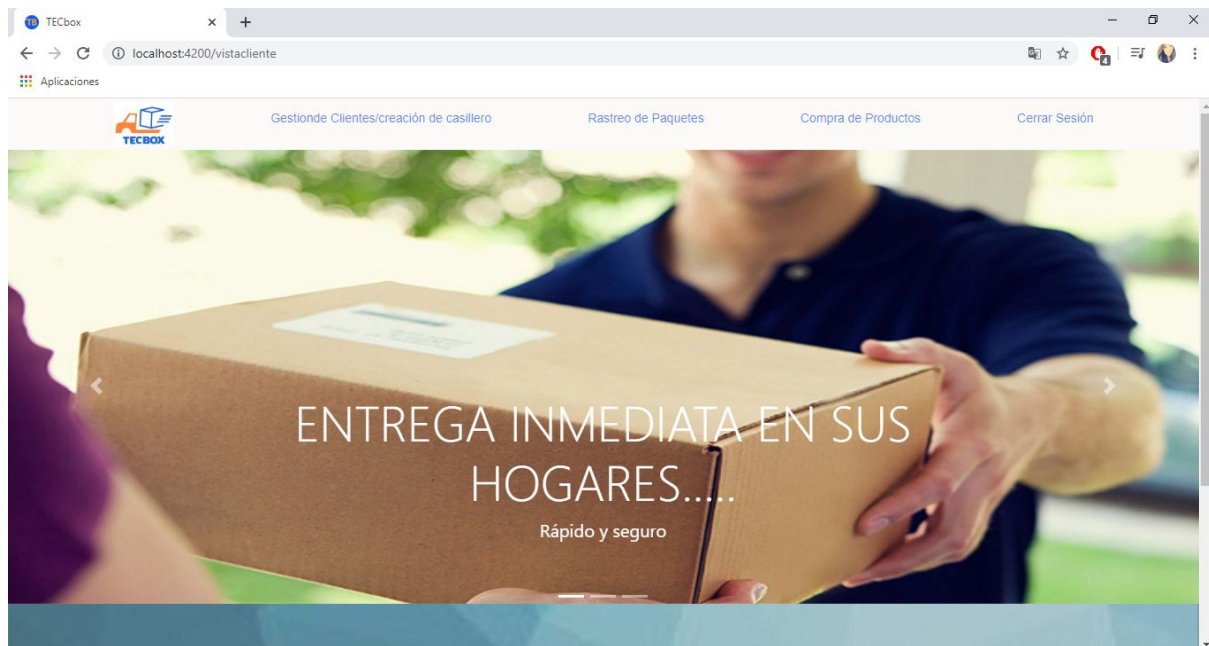 TECbox
localhost:4200/vistacliente
4
Aplicaciones
TECBOX
Gestionde Clientes/creación de casillero
Rastreo de Paquetes
Compra de Productos
Cerrar Sesión
ENTREGA INMEDIATA EN SUS
HOGARES.....
Rápido y seguro